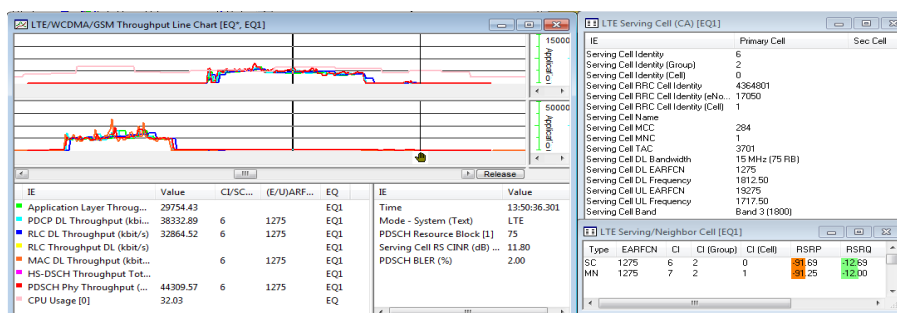 LTE/WCDMA/GSM Throughput Line Chart [EQ*, EQ1]
15000
Applicatio
50000
Applicatio
Release
IE Value CI/SC... (E/U)ARF... EQ
Application Layer Throug... 29754.43 EQ1
PDCP DL Throughput (kbi... 38332.89 6 1275 EQ1
RLC DL Throughput (kbit/s) 32864.52 6 1275 EQ1
RLC Throughput DL (kbit/s) EQ1
MAC DL Throughput (kbit... 6 1275 EQ1
HS-DSCH Throughput Tot... EQ1
PDSCH Phy Throughput (... 44309.57 6 1275 EQ1
CPU Usage [0] 32.03 EQ
IE Value
Time 13:50:36.301
Mode - System (Text) LTE
PDSCH Resource Block [1] 75
Serving Cell RS CINR (dB) ... 11.80
PDSCH BLER (%) 2.00
LTE Serving Cell (CA) [EQ1]
IE Primary Cell Sec Cell
Serving Cell Identity 6
Serving Cell Identity (Group) 2
Serving Cell Identity (Cell) 0
Serving Cell RRC Cell Identity 4364801
Serving Cell RRC Cell Identity (eNo... 17050
Serving Cell RRC Cell Identity (Cell) 1
Serving Cell Name
Serving Cell MCC 284
Serving Cell MNC 1
Serving Cell TAC 3701
Serving Cell DL Bandwidth 15 MHz (75 RB)
Serving Cell DL EARFCN 1275
Serving Cell DL Frequency 1812.50
Serving Cell UL EARFCN 19275
Serving Cell UL Frequency 1717.50
Serving Cell Band Band 3 (1800)
LTE Serving/Neighbor Cell [EQ1]
Type EARFCN CI CI (Group) CI (Cell) RSRP RSRQ
SC 1275 6 2 0 -91.69 -12.69
MN 1275 7 2 1 -91.25 -12.00